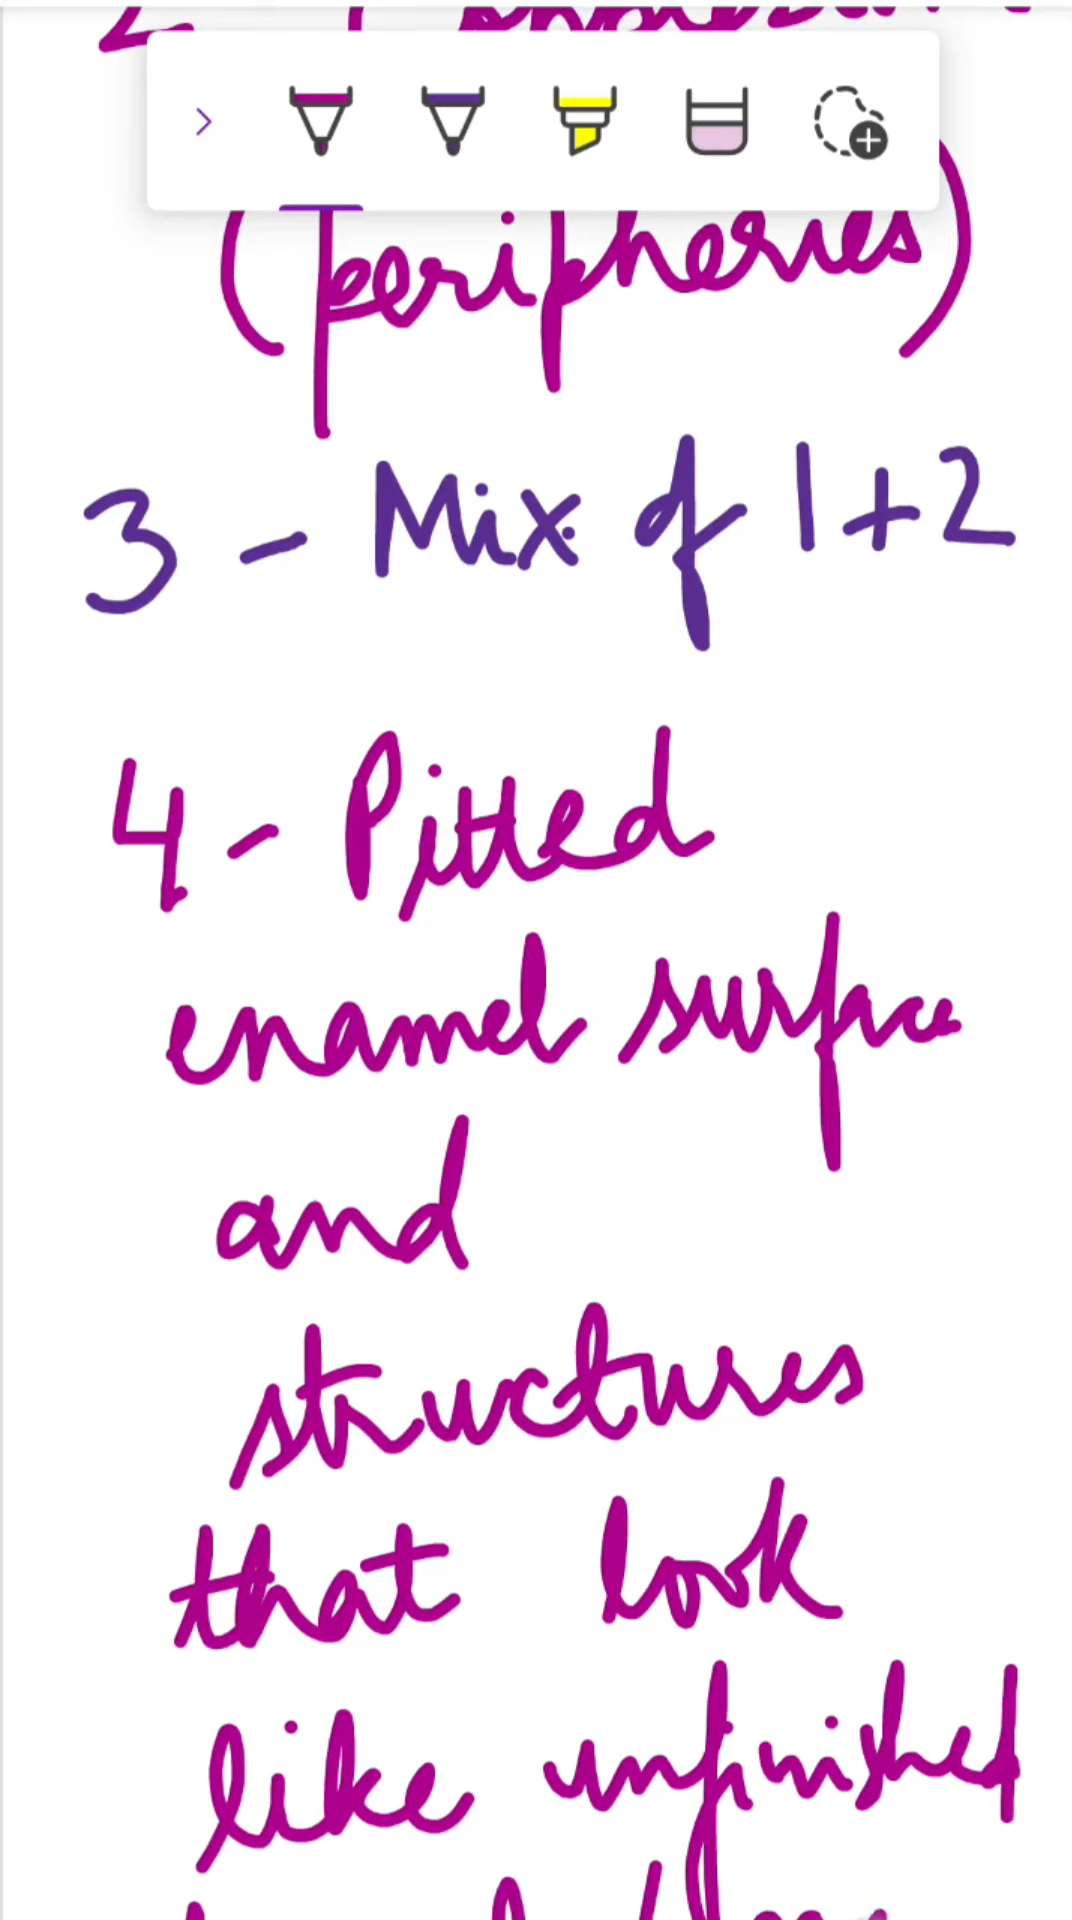 (peripheries)
3 - Mix of 1+2
4 - Pitted
enamel surface
and
structures
that look
like unfinished